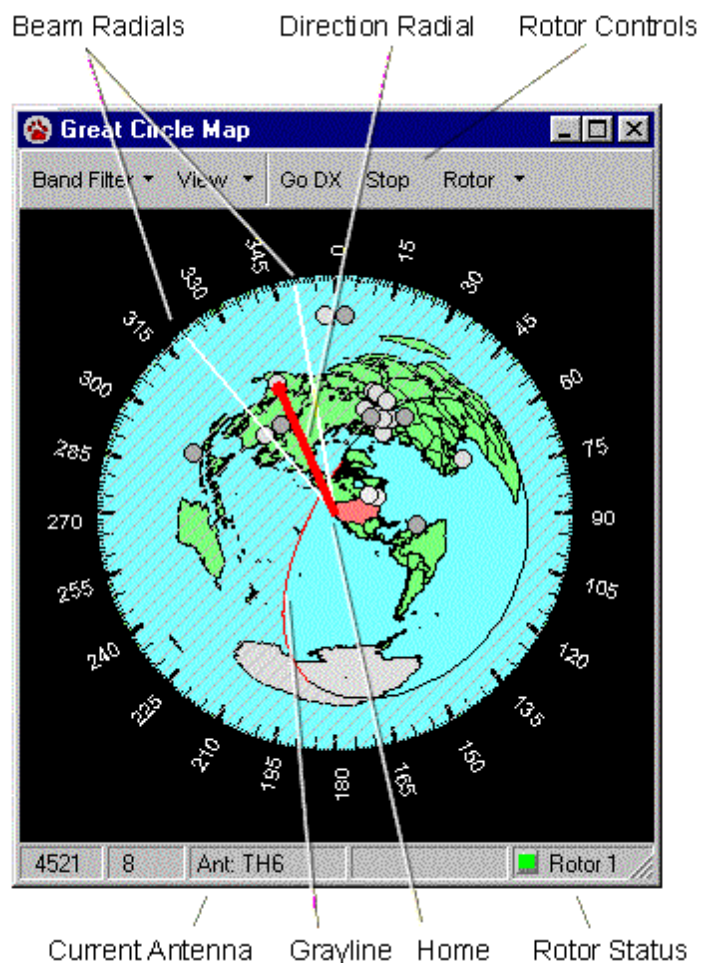 Beam Radials Direction Radial Rotor Controls
Great Circle Map
Band Filter View Go DX Stop Rotor
345 0 15
330 30
315 45
300 60
285 75
270 90
255 105
240 120
225 135
210 150
195 180 165
4521 8 Ant: TH6 Rotor 1
Current Antenna Grayline Home Rotor Status